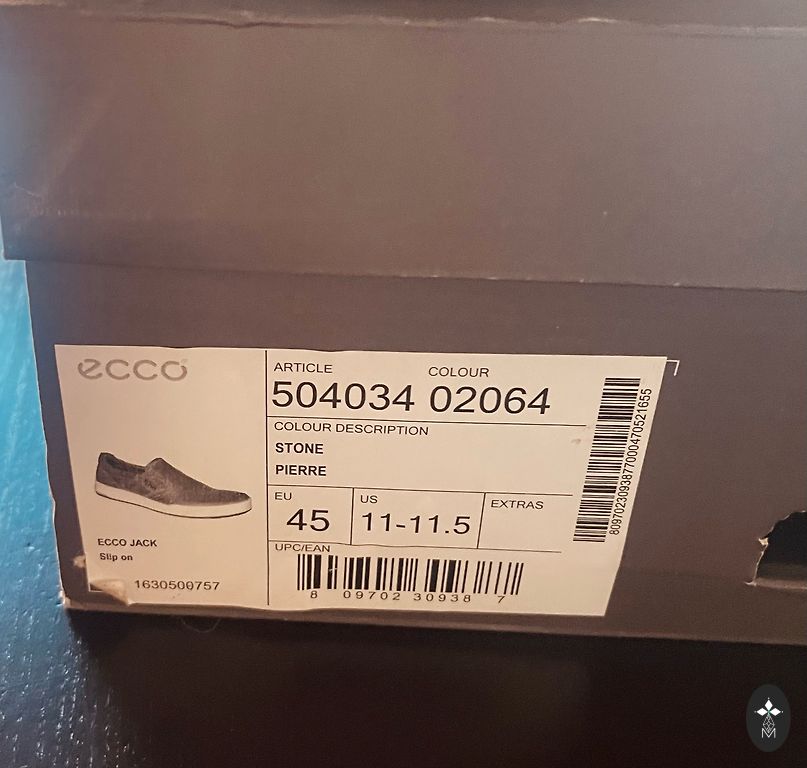 ecco
ARTICLE COLOUR
504034 02064
COLOUR DESCRIPTION
STONE
PIERRE
EU US EXTRAS
45 11-11.5
ECCO JACK
Slip on
1630500757
UPC/EAN
8 09702 30938 7
8097023093877000470521655
M